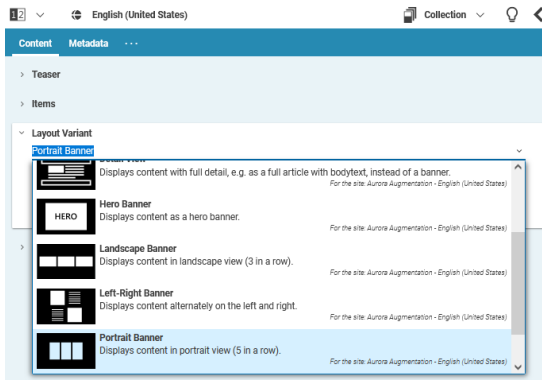 12
English (United States)
Collection
Content Metadata ···
Teaser
Items
Layout Variant
Portrait Banner
Detail View
Displays content with full detail, e.g. as a full article with bodytext, instead of a banner.
For the site: Aurora Augmentation - English (United States)
HERO
Hero Banner
Displays content as a hero banner.
For the site: Aurora Augmentation - English (United States)
Landscape Banner
Displays content in landscape view (3 in a row).
For the site: Aurora Augmentation - English (United States)
Left-Right Banner
Displays content alternately on the left and right.
For the site: Aurora Augmentation - English (United States)
Portrait Banner
Displays content in portrait view (5 in a row).
For the site: Aurora Augmentation - English (United States)